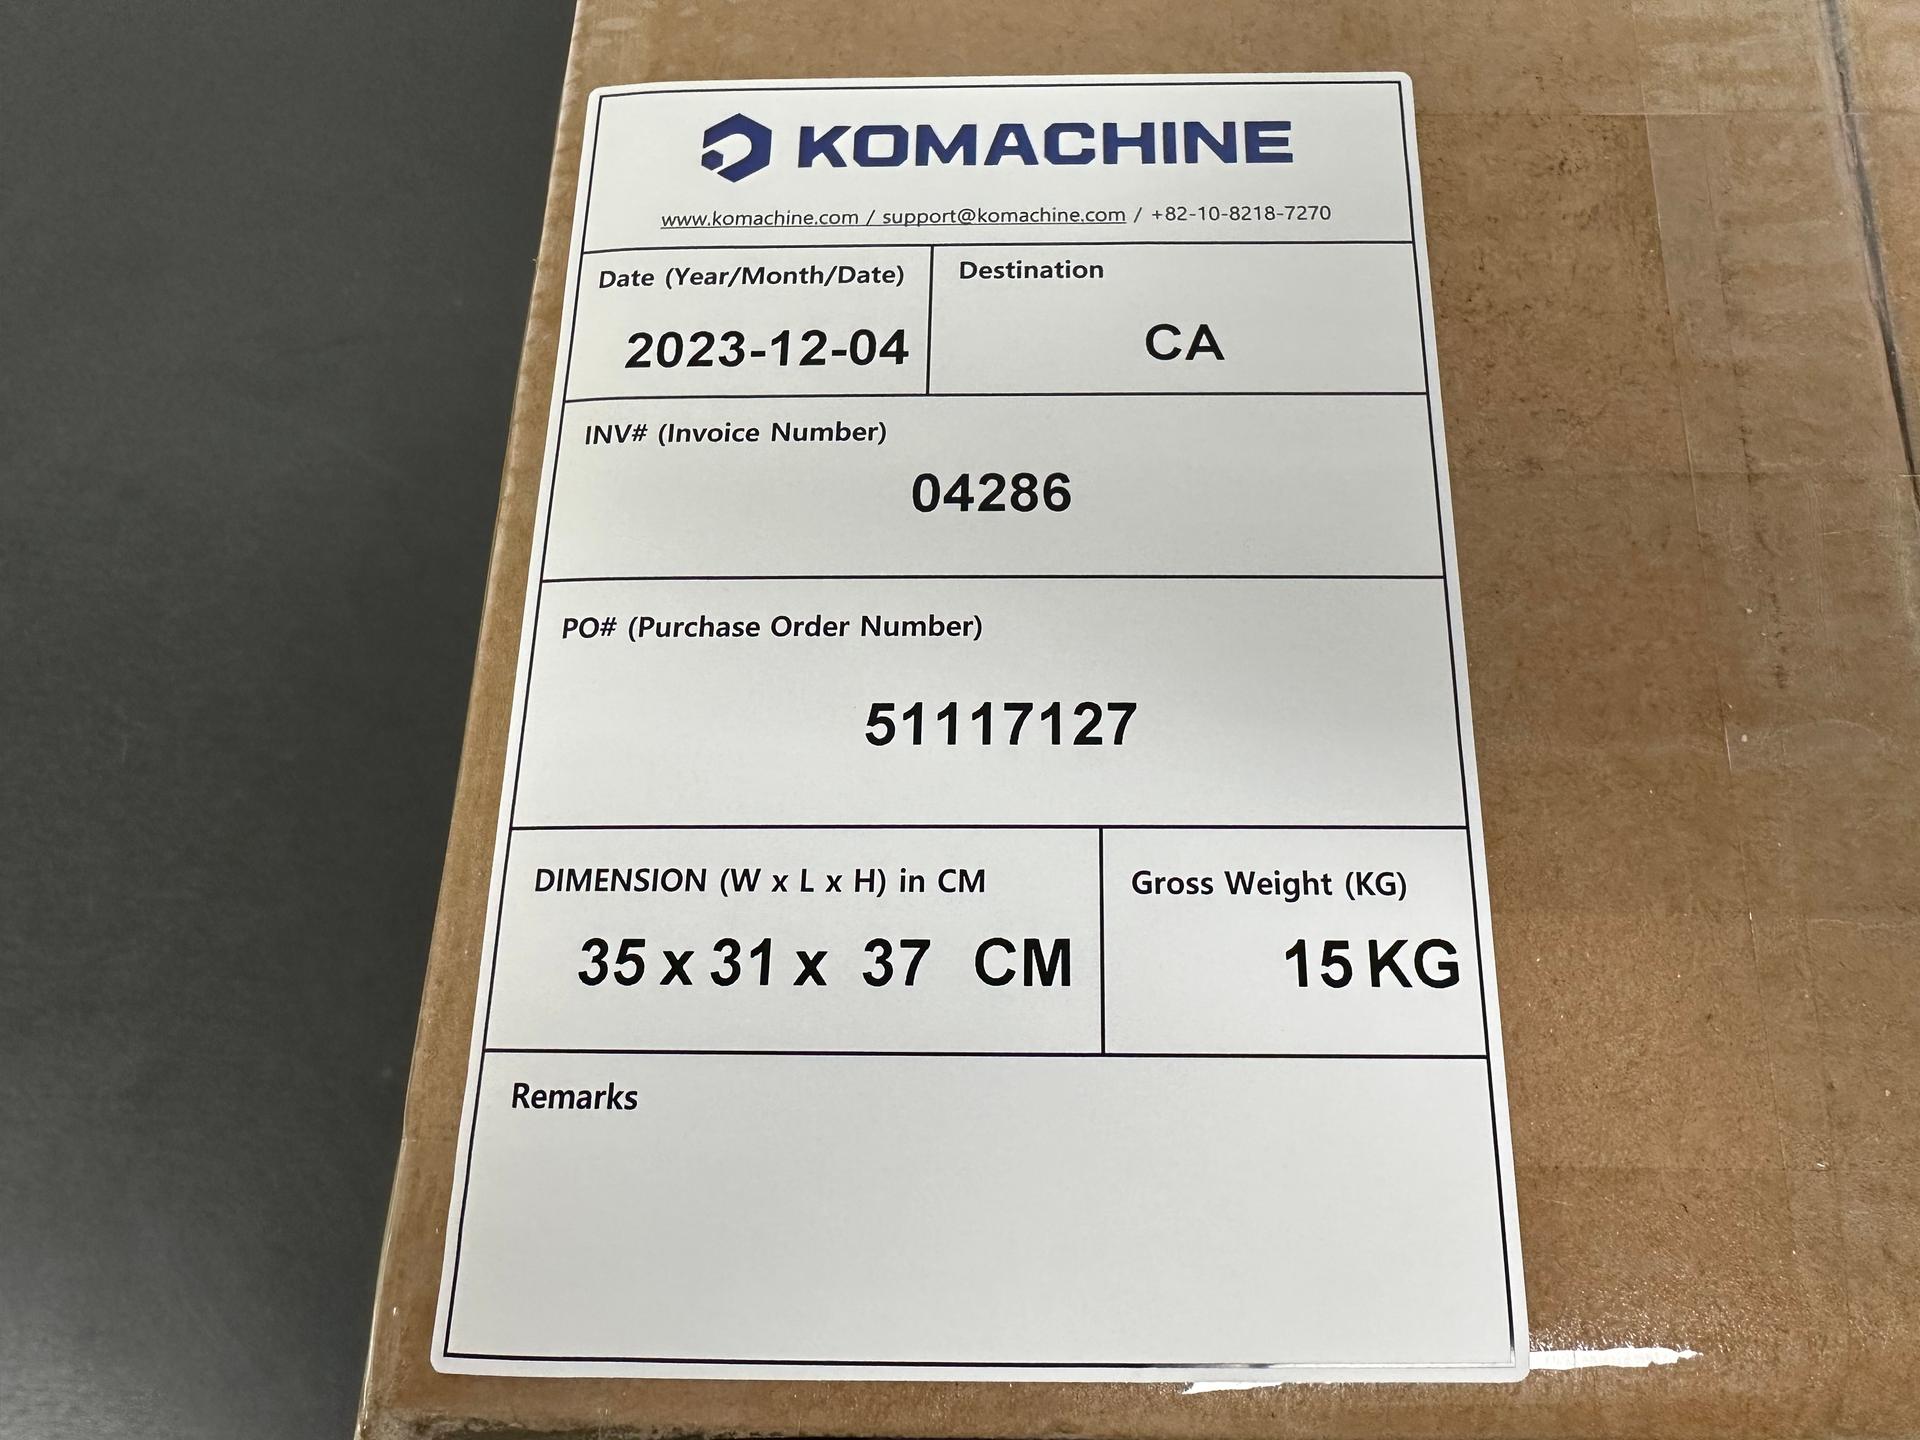 KOMACHINE
www.komachine.com / support@komachine.com / +82-10-8218-7270
Date (Year/Month/Date)
2023-12-04
Destination
CA
INV# (Invoice Number)
04286
PO# (Purchase Order Number)
51117127
DIMENSION (W x L x H) in CM
35 x 31 x 37 CM
Gross Weight (KG)
15 KG
Remarks